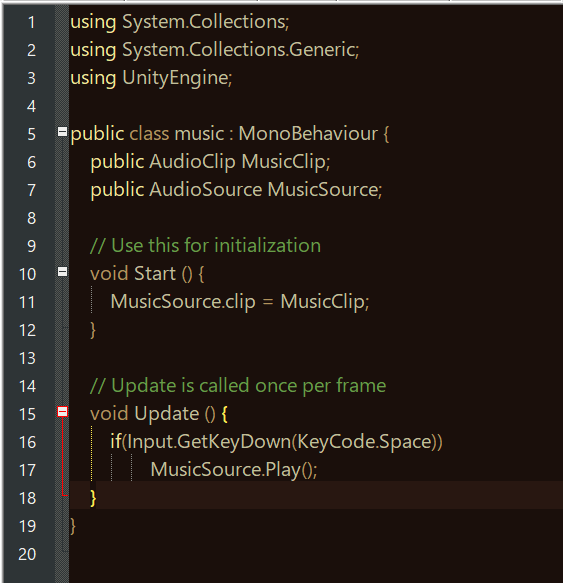 1 using System.Collections;
2 using System.Collections.Generic;
3 using UnityEngine;
4
5 public class music : MonoBehaviour {
6 public AudioClip MusicClip;
7 public AudioSource MusicSource;
8
9 // Use this for initialization
10 void Start () {
11 MusicSource.clip = MusicClip;
12 }
13
14 // Update is called once per frame
15 void Update () {
16 if(Input.GetKeyDown(KeyCode.Space))
17 MusicSource.Play();
18 }
19 }
20